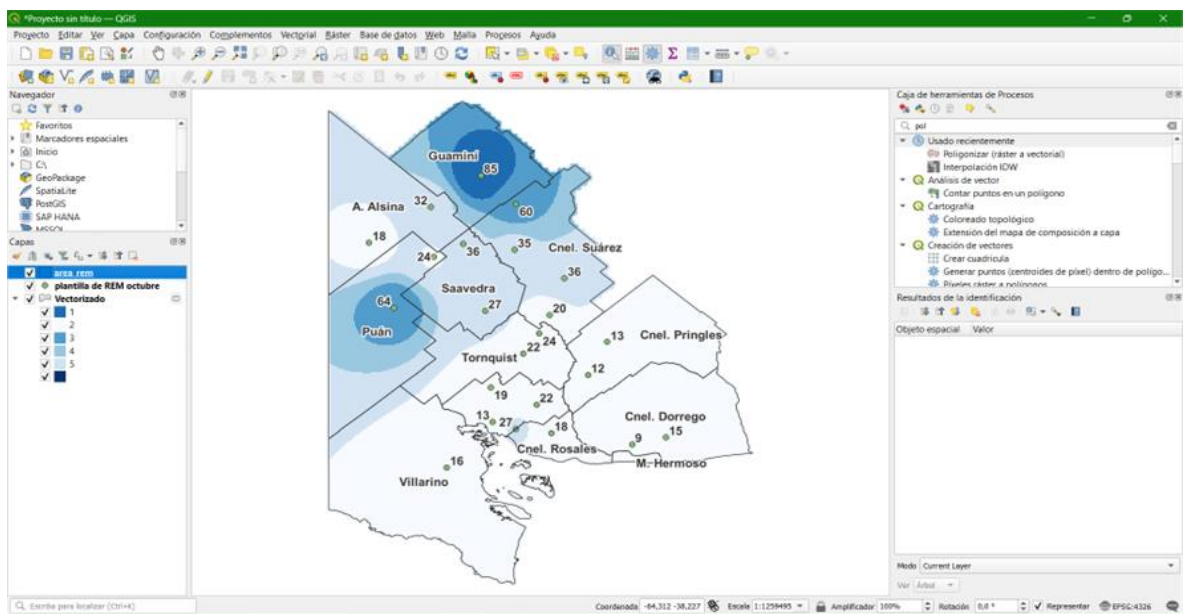 *Proyecto sin título — QGIS
Proyecto Editar Ver Capa Configuración Complementos Vectorial Ráster Base de datos Web Malla Procesos Ayuda
Navegador
Favoritos
Marcadores espaciales
Inicio
C:\
GeoPackage
SpatiaLite
PostGIS
SAP HANA
MSSQL
Capas
area_rem
plantilla de REM octubre
Vectorizado
1
2
3
4
5
Guaminí
85
60
A. Alsina
32
18
24
36
35
Cnel. Suárez
36
Saavedra
27
64
Puán
20
24
22
Tornquist
13
Cnel. Pringles
12
19
22
13
27
18
Cnel. Rosales
Cnel. Dorrego
15
9
M. Hermoso
16
Villarino
Caja de herramientas de Procesos
pol
Usado recientemente
Poligonizar (ráster a vectorial)
Interpolación IDW
Análisis de vector
Contar puntos en un polígono
Cartografía
Coloreado topológico
Extensión del mapa de composición a capa
Creación de vectores
Crear cuadrícula
Generar puntos (centroides de píxel) dentro de polígo...
Píxeles ráster a polígonos
Resultados de la identificación
Objeto espacial Valor
Modo Current Layer
Ver Árbol
Escriba para localizar (Ctrl+K)
Coordenada -64,312 -38,227 Escala 1:1259495 Amplificador 100% Rotación 0,0 ° Representar EPSG:4326